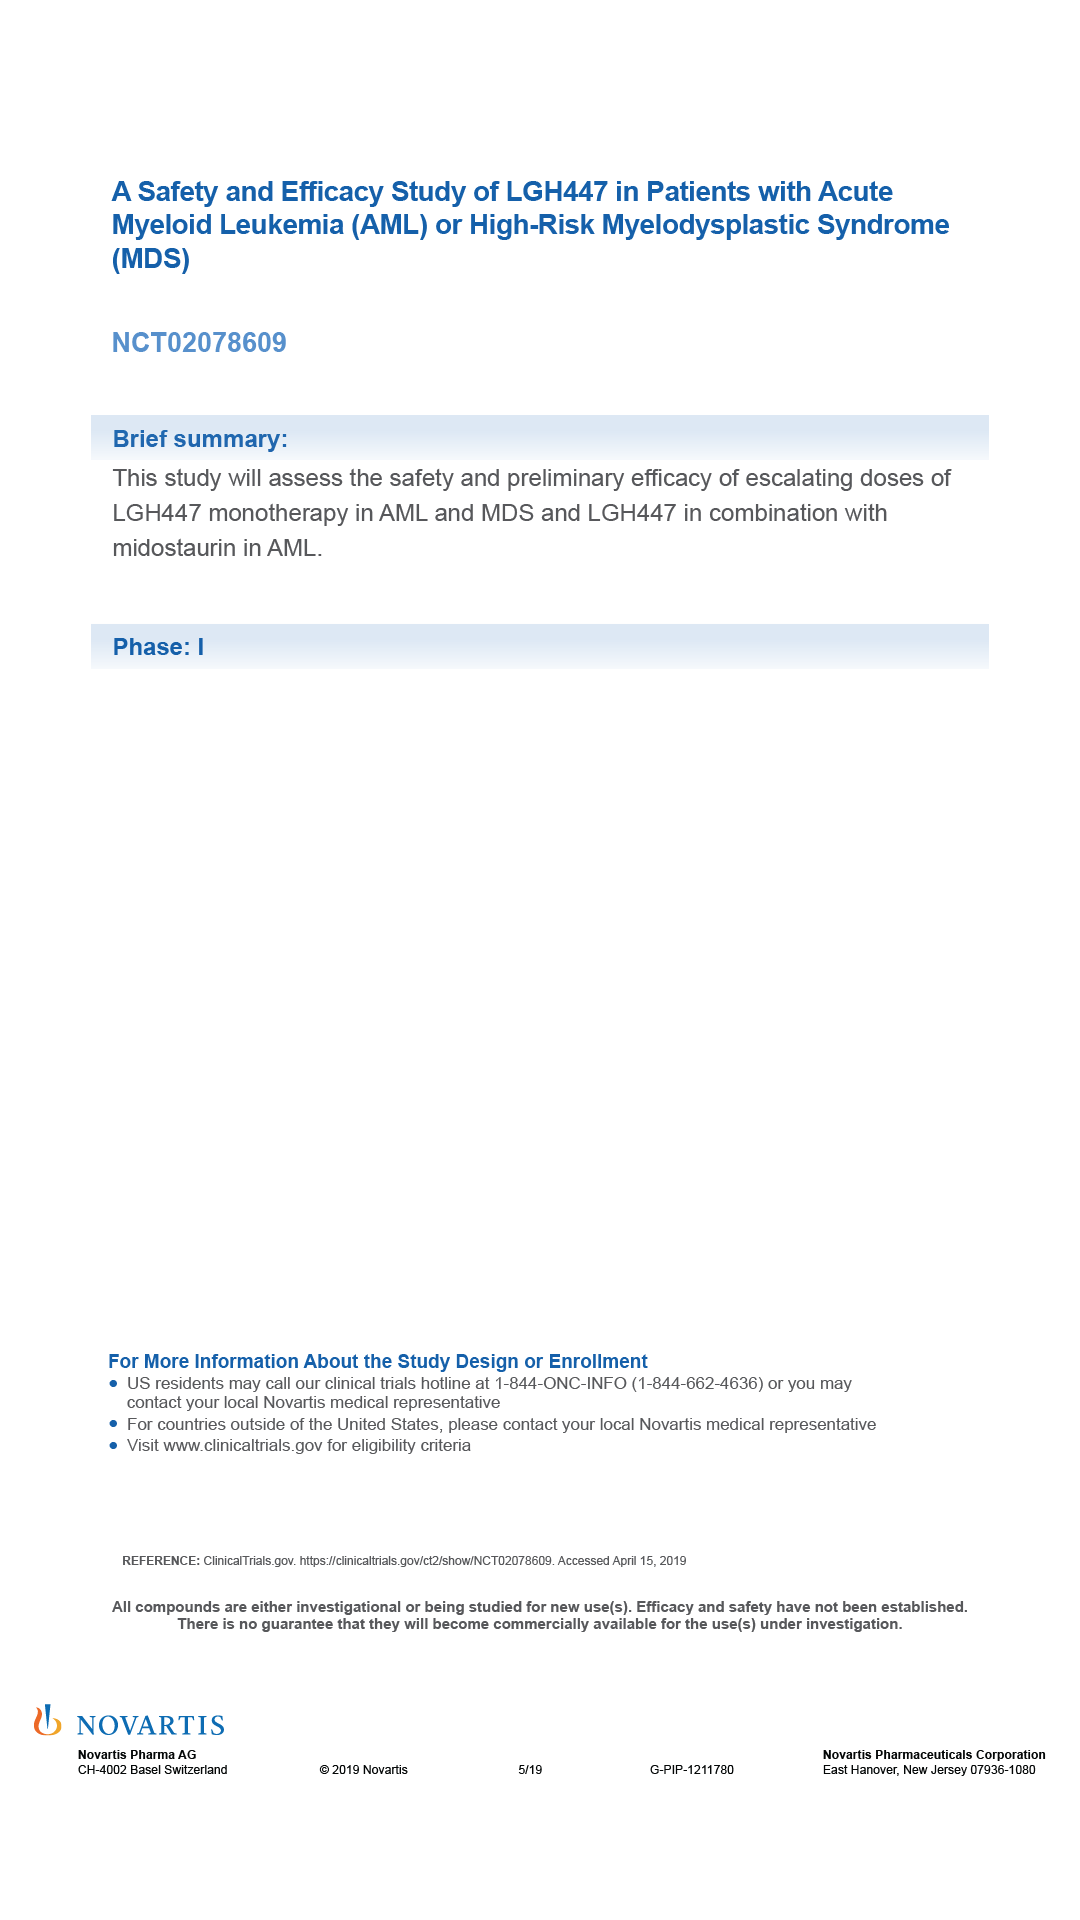 A Safety and Efficacy Study of LGH447 in Patients with Acute
Myeloid Leukemia (AML) or High-Risk Myelodysplastic Syndrome
(MDS)
NCT02078609
Brief summary:
This study will assess the safety and preliminary efficacy of escalating doses of
LGH447 monotherapy in AML and MDS and LGH447 in combination with
midostaurin in AML.
Phase: I
For More Information About the Study Design or Enrollment
● US residents may call our clinical trials hotline at 1-844-ONC-INFO (1-844-662-4636) or you may
contact your local Novartis medical representative
● For countries outside of the United States, please contact your local Novartis medical representative
● Visit www.clinicaltrials.gov for eligibility criteria
REFERENCE: ClinicalTrials.gov. https://clinicaltrials.gov/ct2/show/NCT02078609. Accessed April 15, 2019
All compounds are either investigational or being studied for new use(s). Efficacy and safety have not been established.
There is no guarantee that they will become commercially available for the use(s) under investigation.
NOVARTIS
Novartis Pharma AG
CH-4002 Basel Switzerland
© 2019 Novartis
5/19
G-PIP-1211780
Novartis Pharmaceuticals Corporation
East Hanover, New Jersey 07936-1080